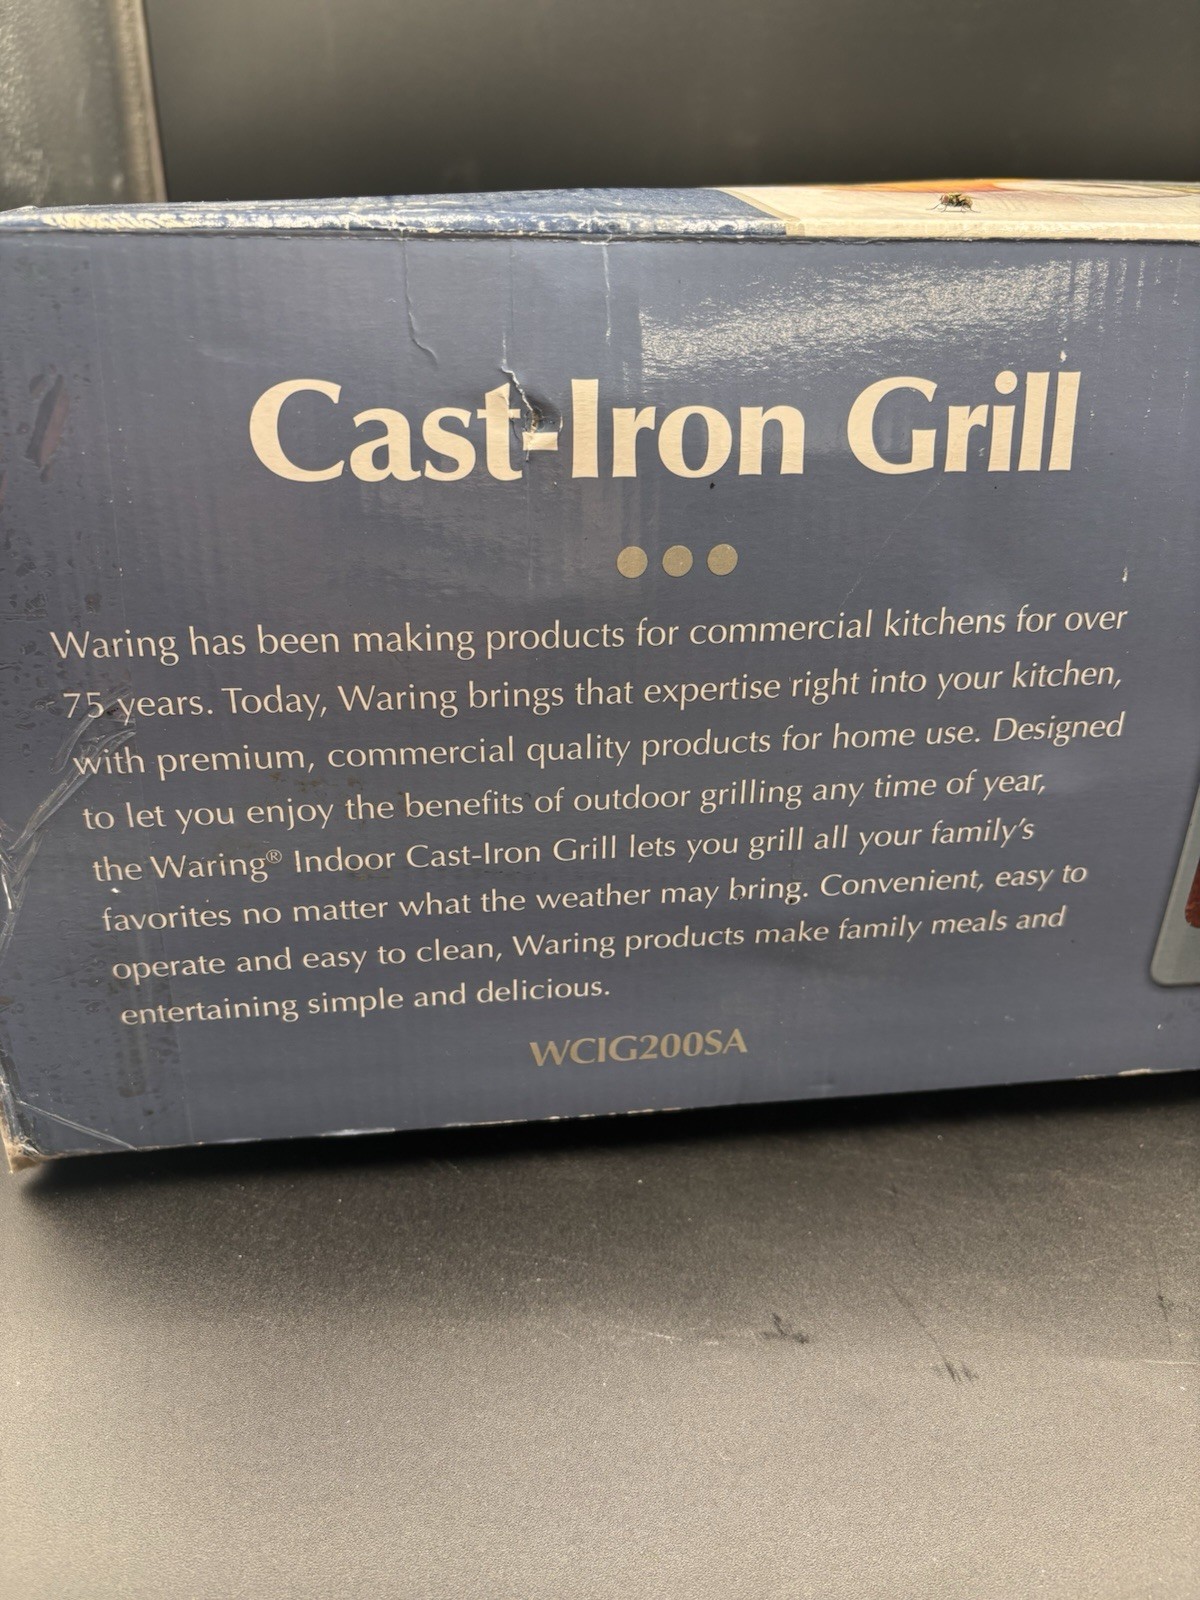 Cast-Iron Grill
Waring has been making products for commercial kitchens for over
75 years. Today, Waring brings that expertise right into your kitchen,
with premium, commercial quality products for home use. Designed
to let you enjoy the benefits of outdoor grilling any time of year,
the Waring® Indoor Cast-Iron Grill lets you grill all your family's
favorites no matter what the weather may bring. Convenient, easy to
operate and easy to clean, Waring products make family meals and
entertaining simple and delicious.
WCIG200SA